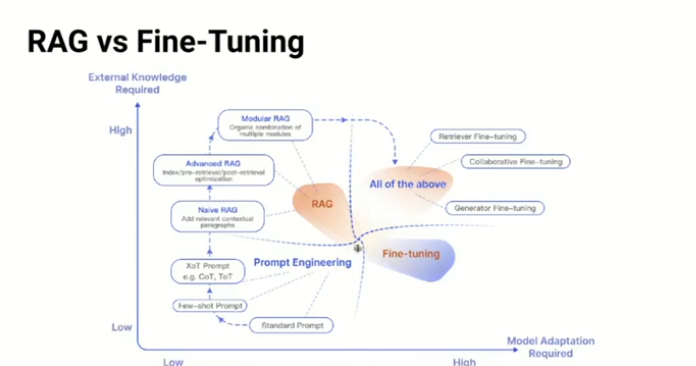 RAG vs Fine-Tuning
External Knowledge
Required
High
Modular RAG
Organic combination of
multiple modules
Retriever Fine-tuning
Collaborative Fine-tuning
Advanced RAG
Index/pre-retrieval/post-retrieval
optimization
All of the above
RAG
Generator Fine-tuning
Naive RAG
Add relevant contextual
paragraphs
Prompt Engineering
Fine-tuning
XoT Prompt
e.g. CoT, ToT
Few-shot Prompt
Standard Prompt
Low
Model Adaptation
Required
Low
High